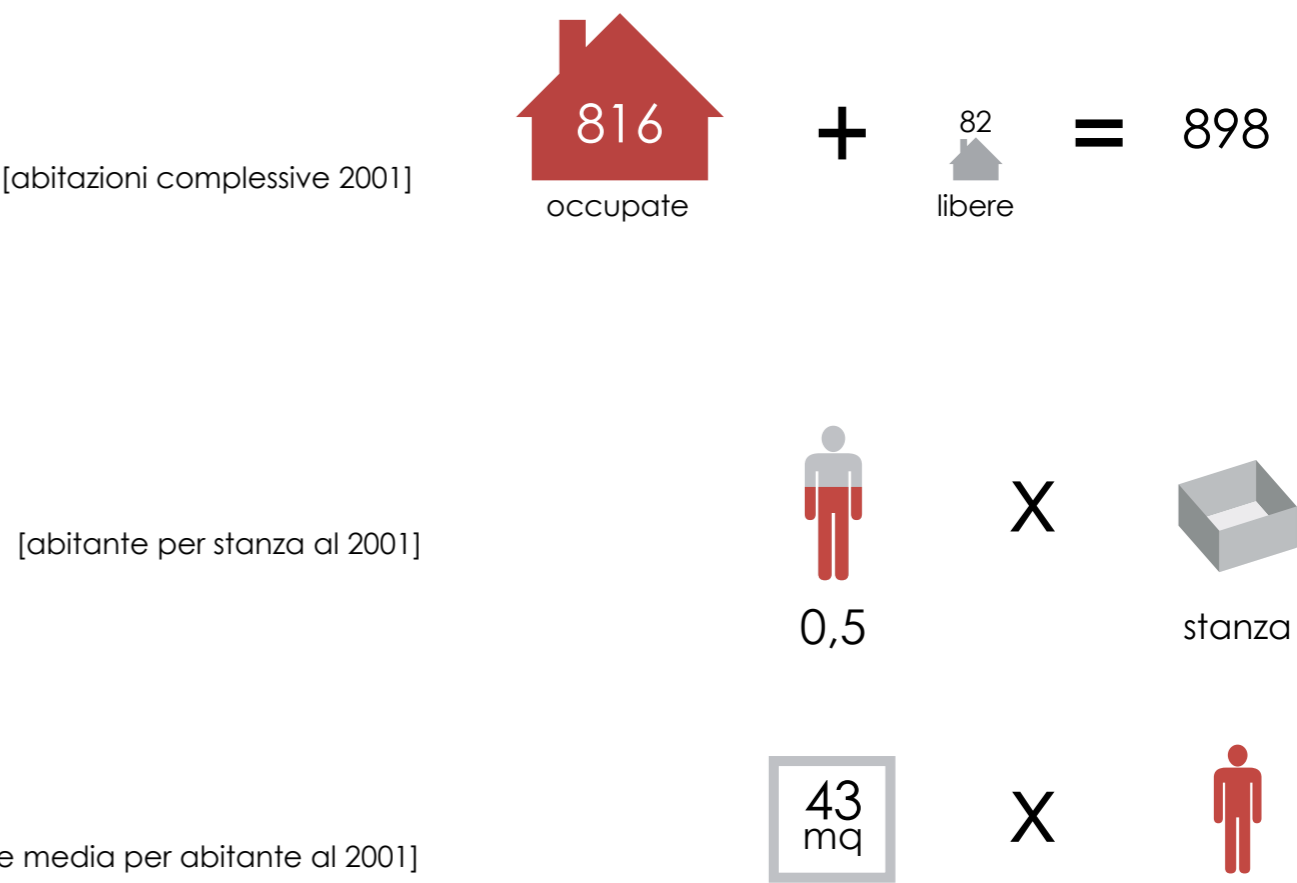 816 + 82 = 898
[abitazioni complessive 2001]
occupate libere
[abitante per stanza al 2001] X
0,5 stanza
43 X
mq
e media per abitante al 2001]